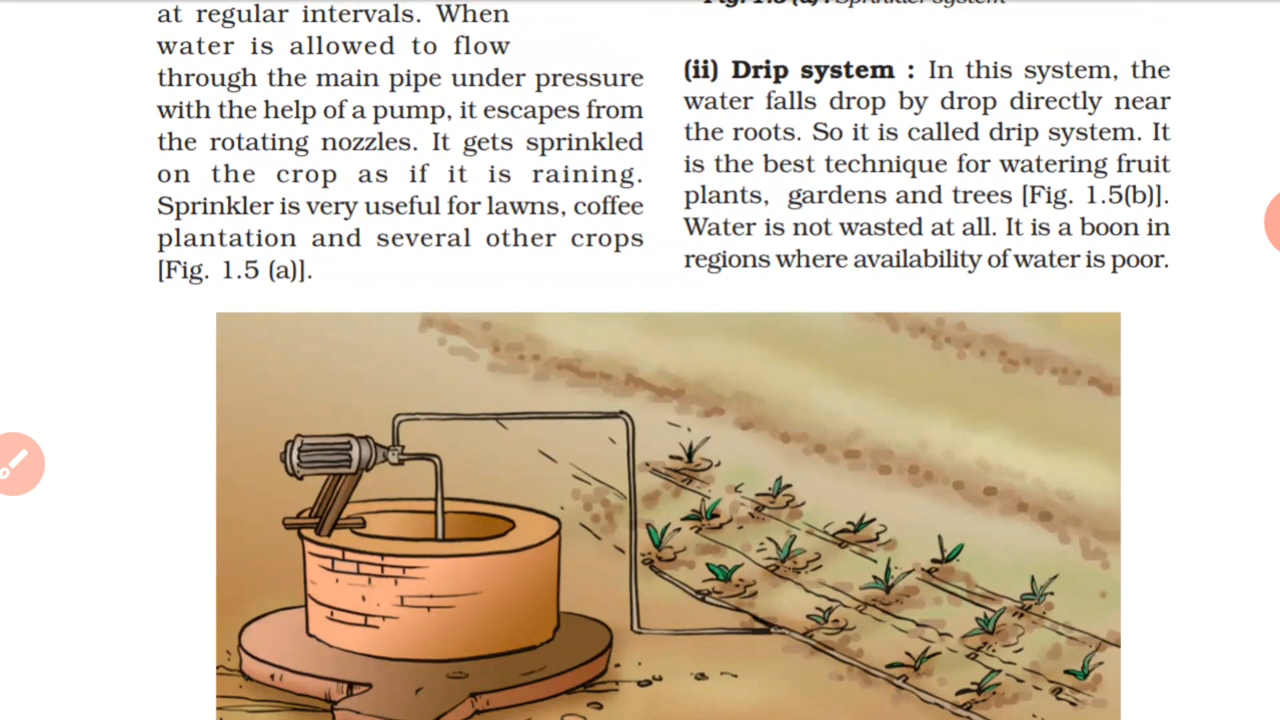 at regular intervals. When
water is allowed to flow
through the main pipe under pressure
with the help of a pump, it escapes from
the rotating nozzles. It gets sprinkled
on the crop as if it is raining.
Sprinkler is very useful for lawns, coffee
plantation and several other crops
[Fig. 1.5 (a)].
Fig. 1.5 (a) : Sprinkler system
(ii) Drip system : In this system, the
water falls drop by drop directly near
the roots. So it is called drip system. It
is the best technique for watering fruit
plants, gardens and trees [Fig. 1.5(b)].
Water is not wasted at all. It is a boon in
regions where availability of water is poor.